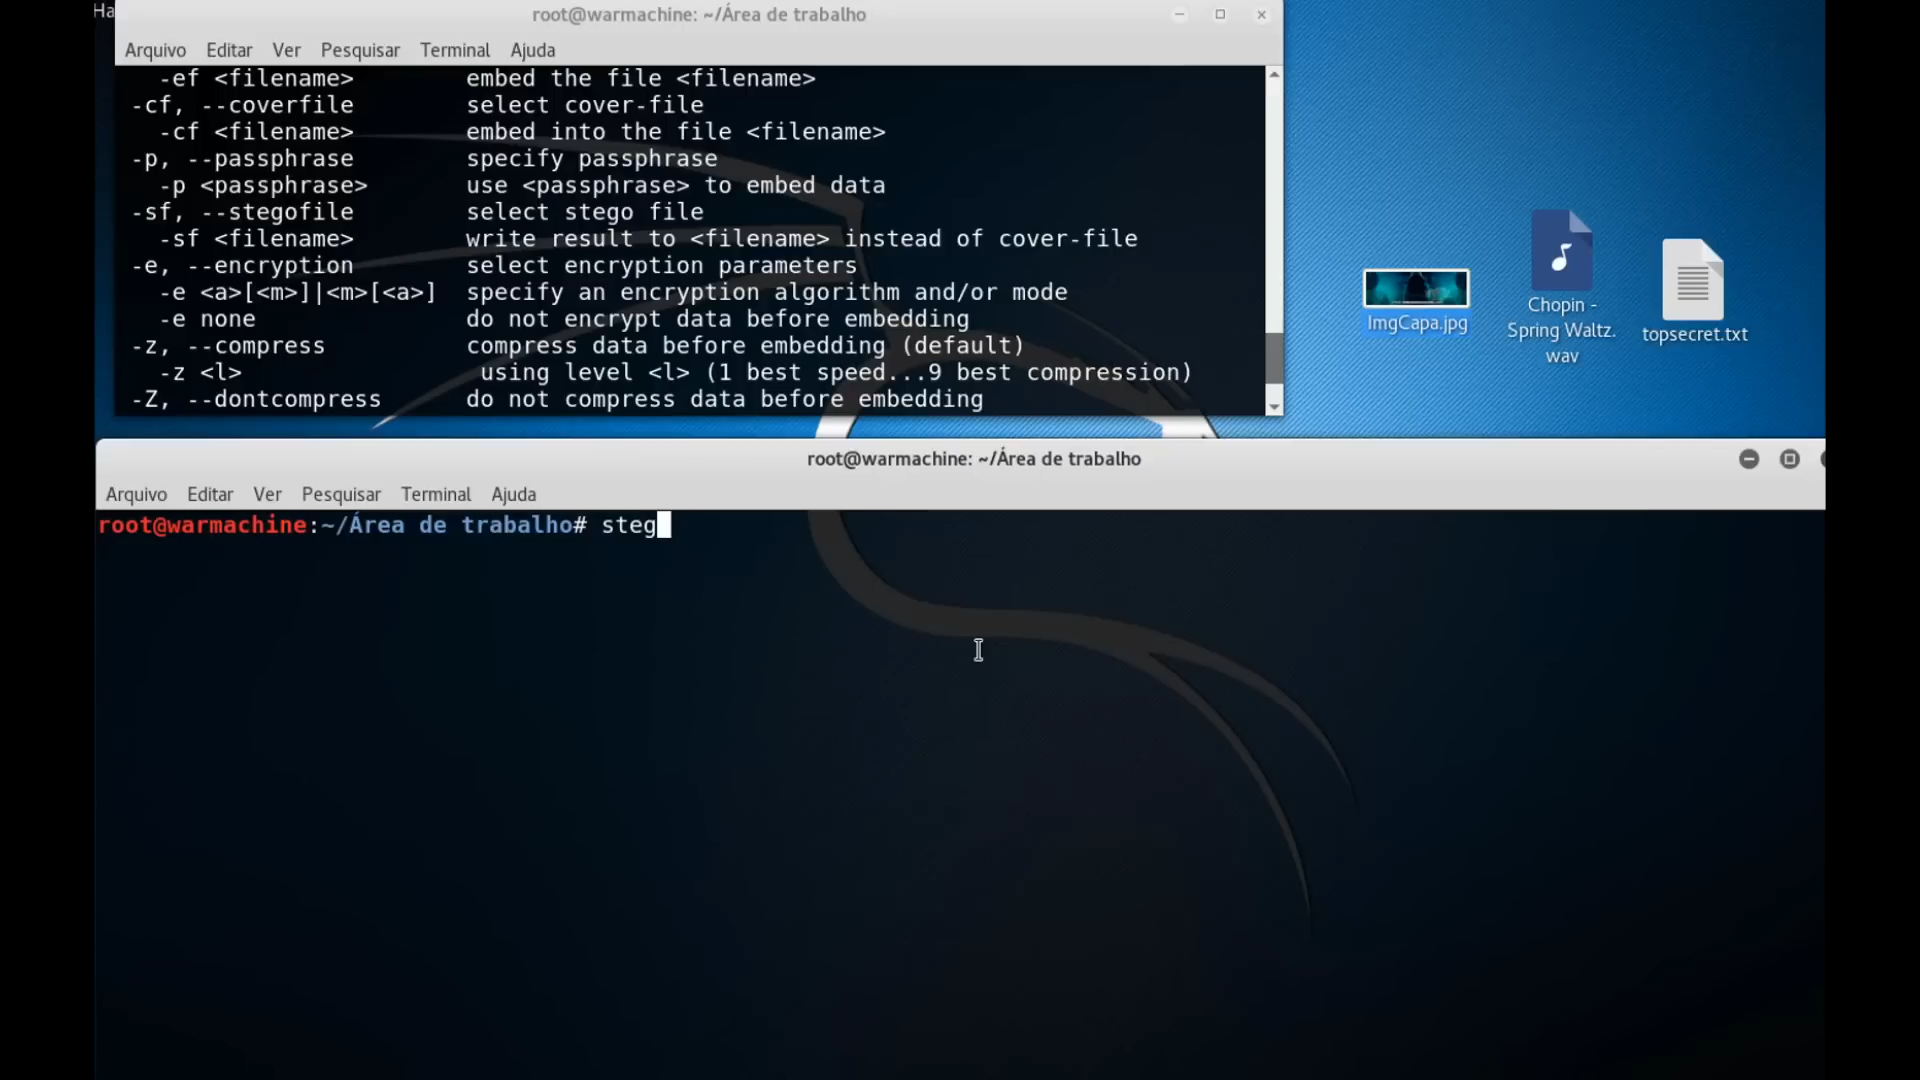 Ha
root@warmachine: ~/Área de trabalho
Arquivo Editar Ver Pesquisar Terminal Ajuda
-ef <filename> embed the file <filename>
-cf, --coverfile select cover-file
-cf <filename> embed into the file <filename>
-p, --passphrase specify passphrase
-p <passphrase> use <passphrase> to embed data
-sf, --stegofile select stego file
-sf <filename> write result to <filename> instead of cover-file
-e, --encryption select encryption parameters
-e <a>[<m>]|<m>[<a>] specify an encryption algorithm and/or mode
-e none do not encrypt data before embedding
-z, --compress compress data before embedding (default)
-z <l> using level <l> (1 best speed...9 best compression)
-Z, --dontcompress do not compress data before embedding
ImgCapa.jpg
Chopin -
Spring Waltz.
wav
topsecret.txt
root@warmachine: ~/Área de trabalho
Arquivo Editar Ver Pesquisar Terminal Ajuda
root@warmachine:~/Área de trabalho# steg